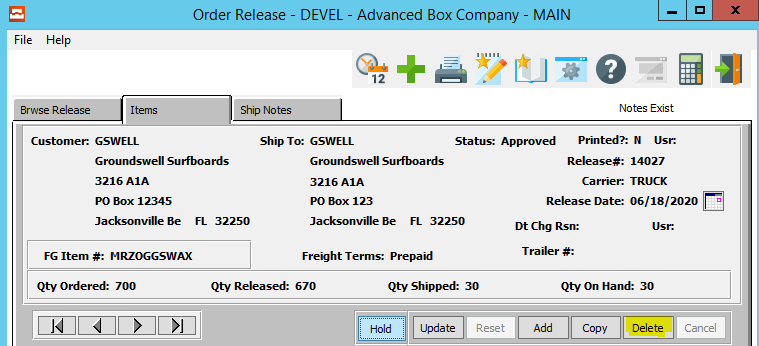 Order Release - DEVEL - Advanced Box Company - MAIN
File Help
12
Brwse Release Items Ship Notes Notes Exist
Customer: GSWELL Ship To: GSWELL Status: Approved Printed?: N Usr:
Groundswell Surfboards Groundswell Surfboards Release#: 14027
3216 A1A 3216 A1A Carrier: TRUCK
PO Box 12345 PO Box 123 Release Date: 06/18/2020
Jacksonville Be FL 32250 Jacksonville Be FL 32250 Dt Chg Rsn: Usr:
FG Item #: MRZOGGSWAX Freight Terms: Prepaid Trailer #:
Qty Ordered: 700 Qty Released: 670 Qty Shipped: 30 Qty On Hand: 30
Hold Update Reset Add Copy Delete Cancel